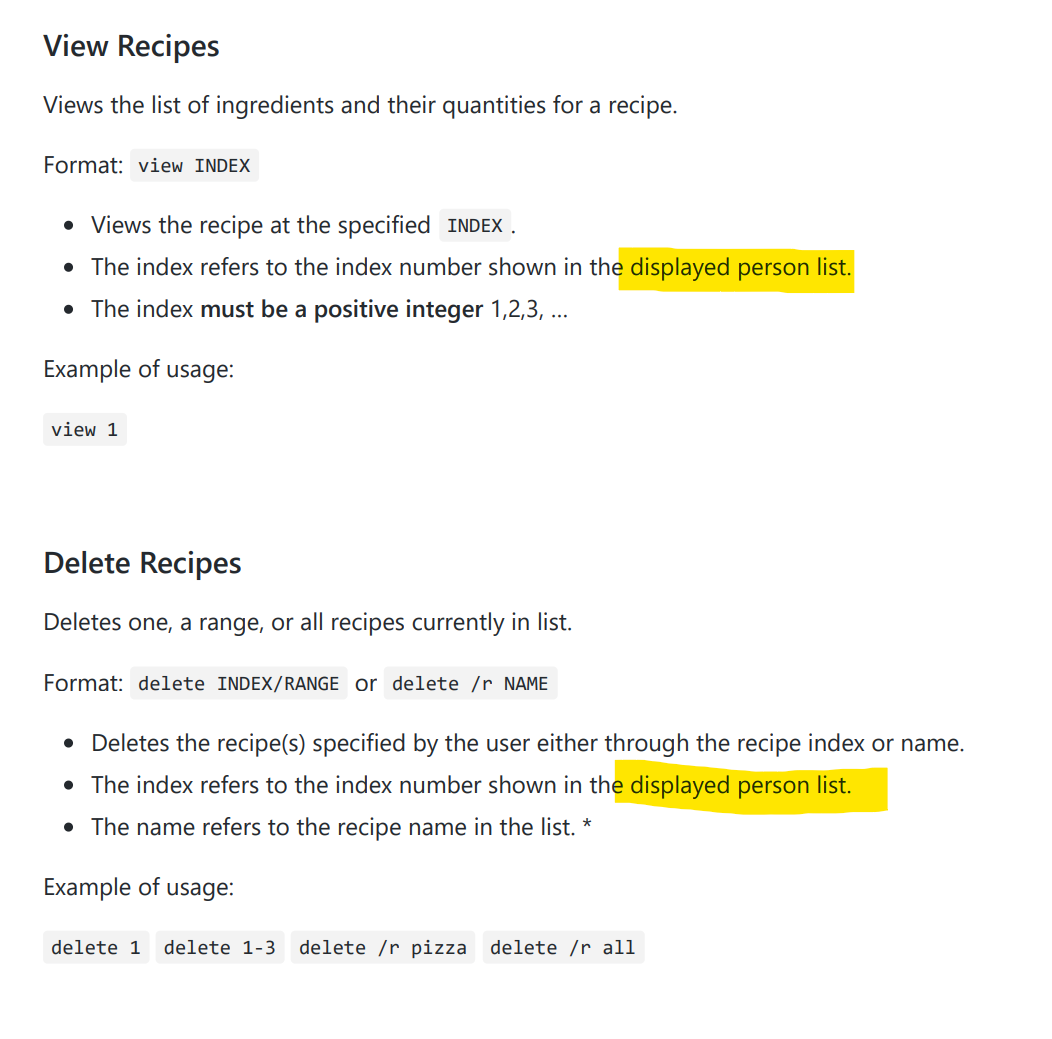 View Recipes
Views the list of ingredients and their quantities for a recipe.
Format: view INDEX
• Views the recipe at the specified INDEX.
• The index refers to the index number shown in the displayed person list.
• The index must be a positive integer 1,2,3, ...
Example of usage:
view 1
Delete Recipes
Deletes one, a range, or all recipes currently in list.
Format: delete INDEX/RANGE or delete /r NAME
• Deletes the recipe(s) specified by the user either through the recipe index or name.
• The index refers to the index number shown in the displayed person list.
• The name refers to the recipe name in the list. *
Example of usage:
delete 1 delete 1-3 delete /r pizza delete /r all